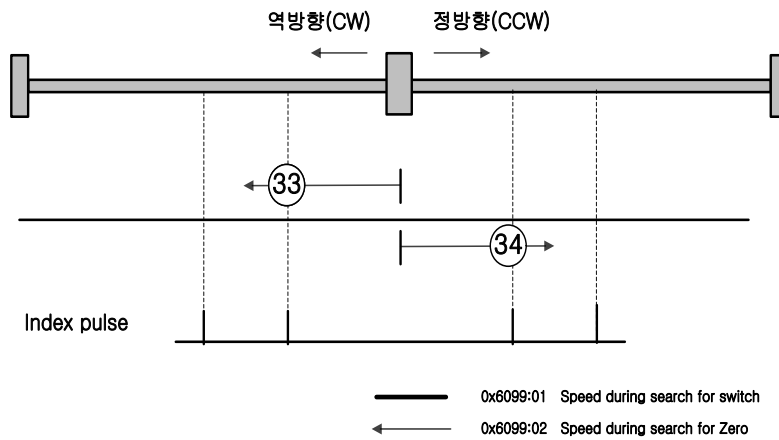 역방향(CW) 정방향(CCW)
33
34
Index pulse
0x6099:01 Speed during search for switch
0x6099:02 Speed during search for Zero